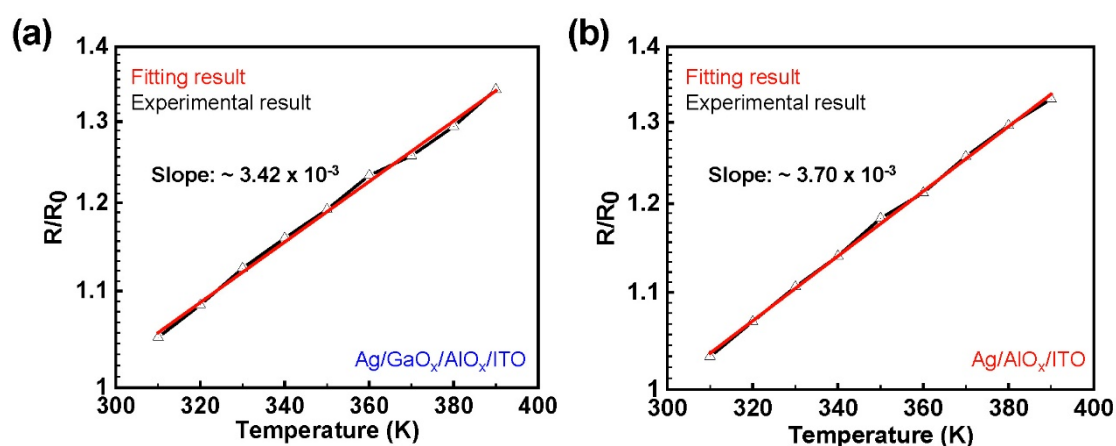 (a)
1.4
1.3
1.2
1.1
1
R/R₀
Fitting result
Experimental result
Slope: ~ 3.42 x 10⁻³
Ag/GaOₓ/AlOₓ/ITO
300 320 340 360 380 400
Temperature (K)
(b)
1.4
1.3
1.2
1.1
1
R/R₀
Fitting result
Experimental result
Slope: ~ 3.70 x 10⁻³
Ag/AlOₓ/ITO
300 320 340 360 380 400
Temperature (K)